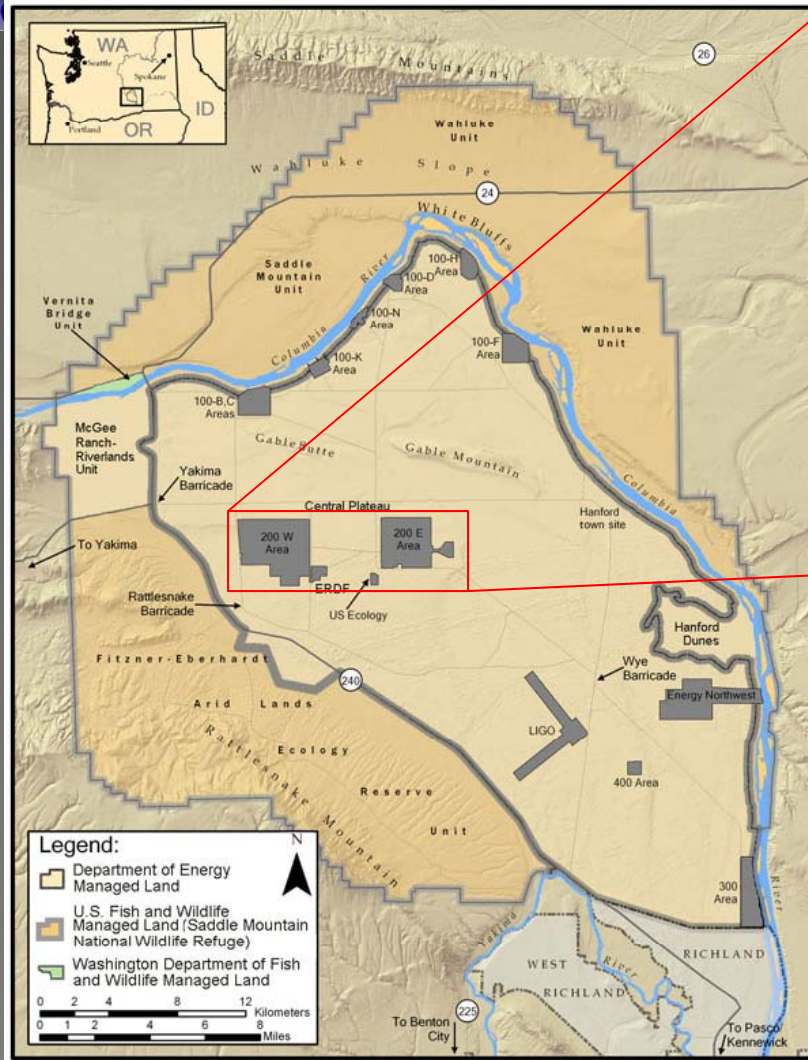 WA
Seattle
Spokane
Portland
OR
ID
Saddle Mountains
26
Wahluke
Unit
Wahluke Slope
24
White Bluffs
Saddle
Mountain
Unit
River
100-H
Area
100-D
Area
Vernita
Bridge
Unit
100-N
Area
Columbia
100-K
Area
100-F
Area
Wahluke
Unit
100-B,C
Areas
McGee
Ranch-
Riverlands
Unit
Gable Butte
Gable Mountain
Yakima
Barricade
Columbia
Central Plateau
Hanford
town site
200 W
Area
200 E
Area
To Yakima
ERDF
US Ecology
Rattlesnake
Barricade
Hanford
Dunes
Fitzner-Eberhardt
Wye
Barricade
240
Arid Lands
Energy Northwest
LIGO
Ecology
400 Area
Reserve
Rattlesnake Mountain
Unit
Legend:
N
Department of Energy
Managed Land
U.S. Fish and Wildlife
Managed Land (Saddle Mountain
National Wildlife Refuge)
Washington Department of Fish
and Wildlife Managed Land
0 4 8 12
Kilometers
0 1 2 4 6 8
Miles
300
Area
River
Yakima
River
WEST
RICHLAND
RICHLAND
225
To Benton
City
To Pasco/
Kennewick